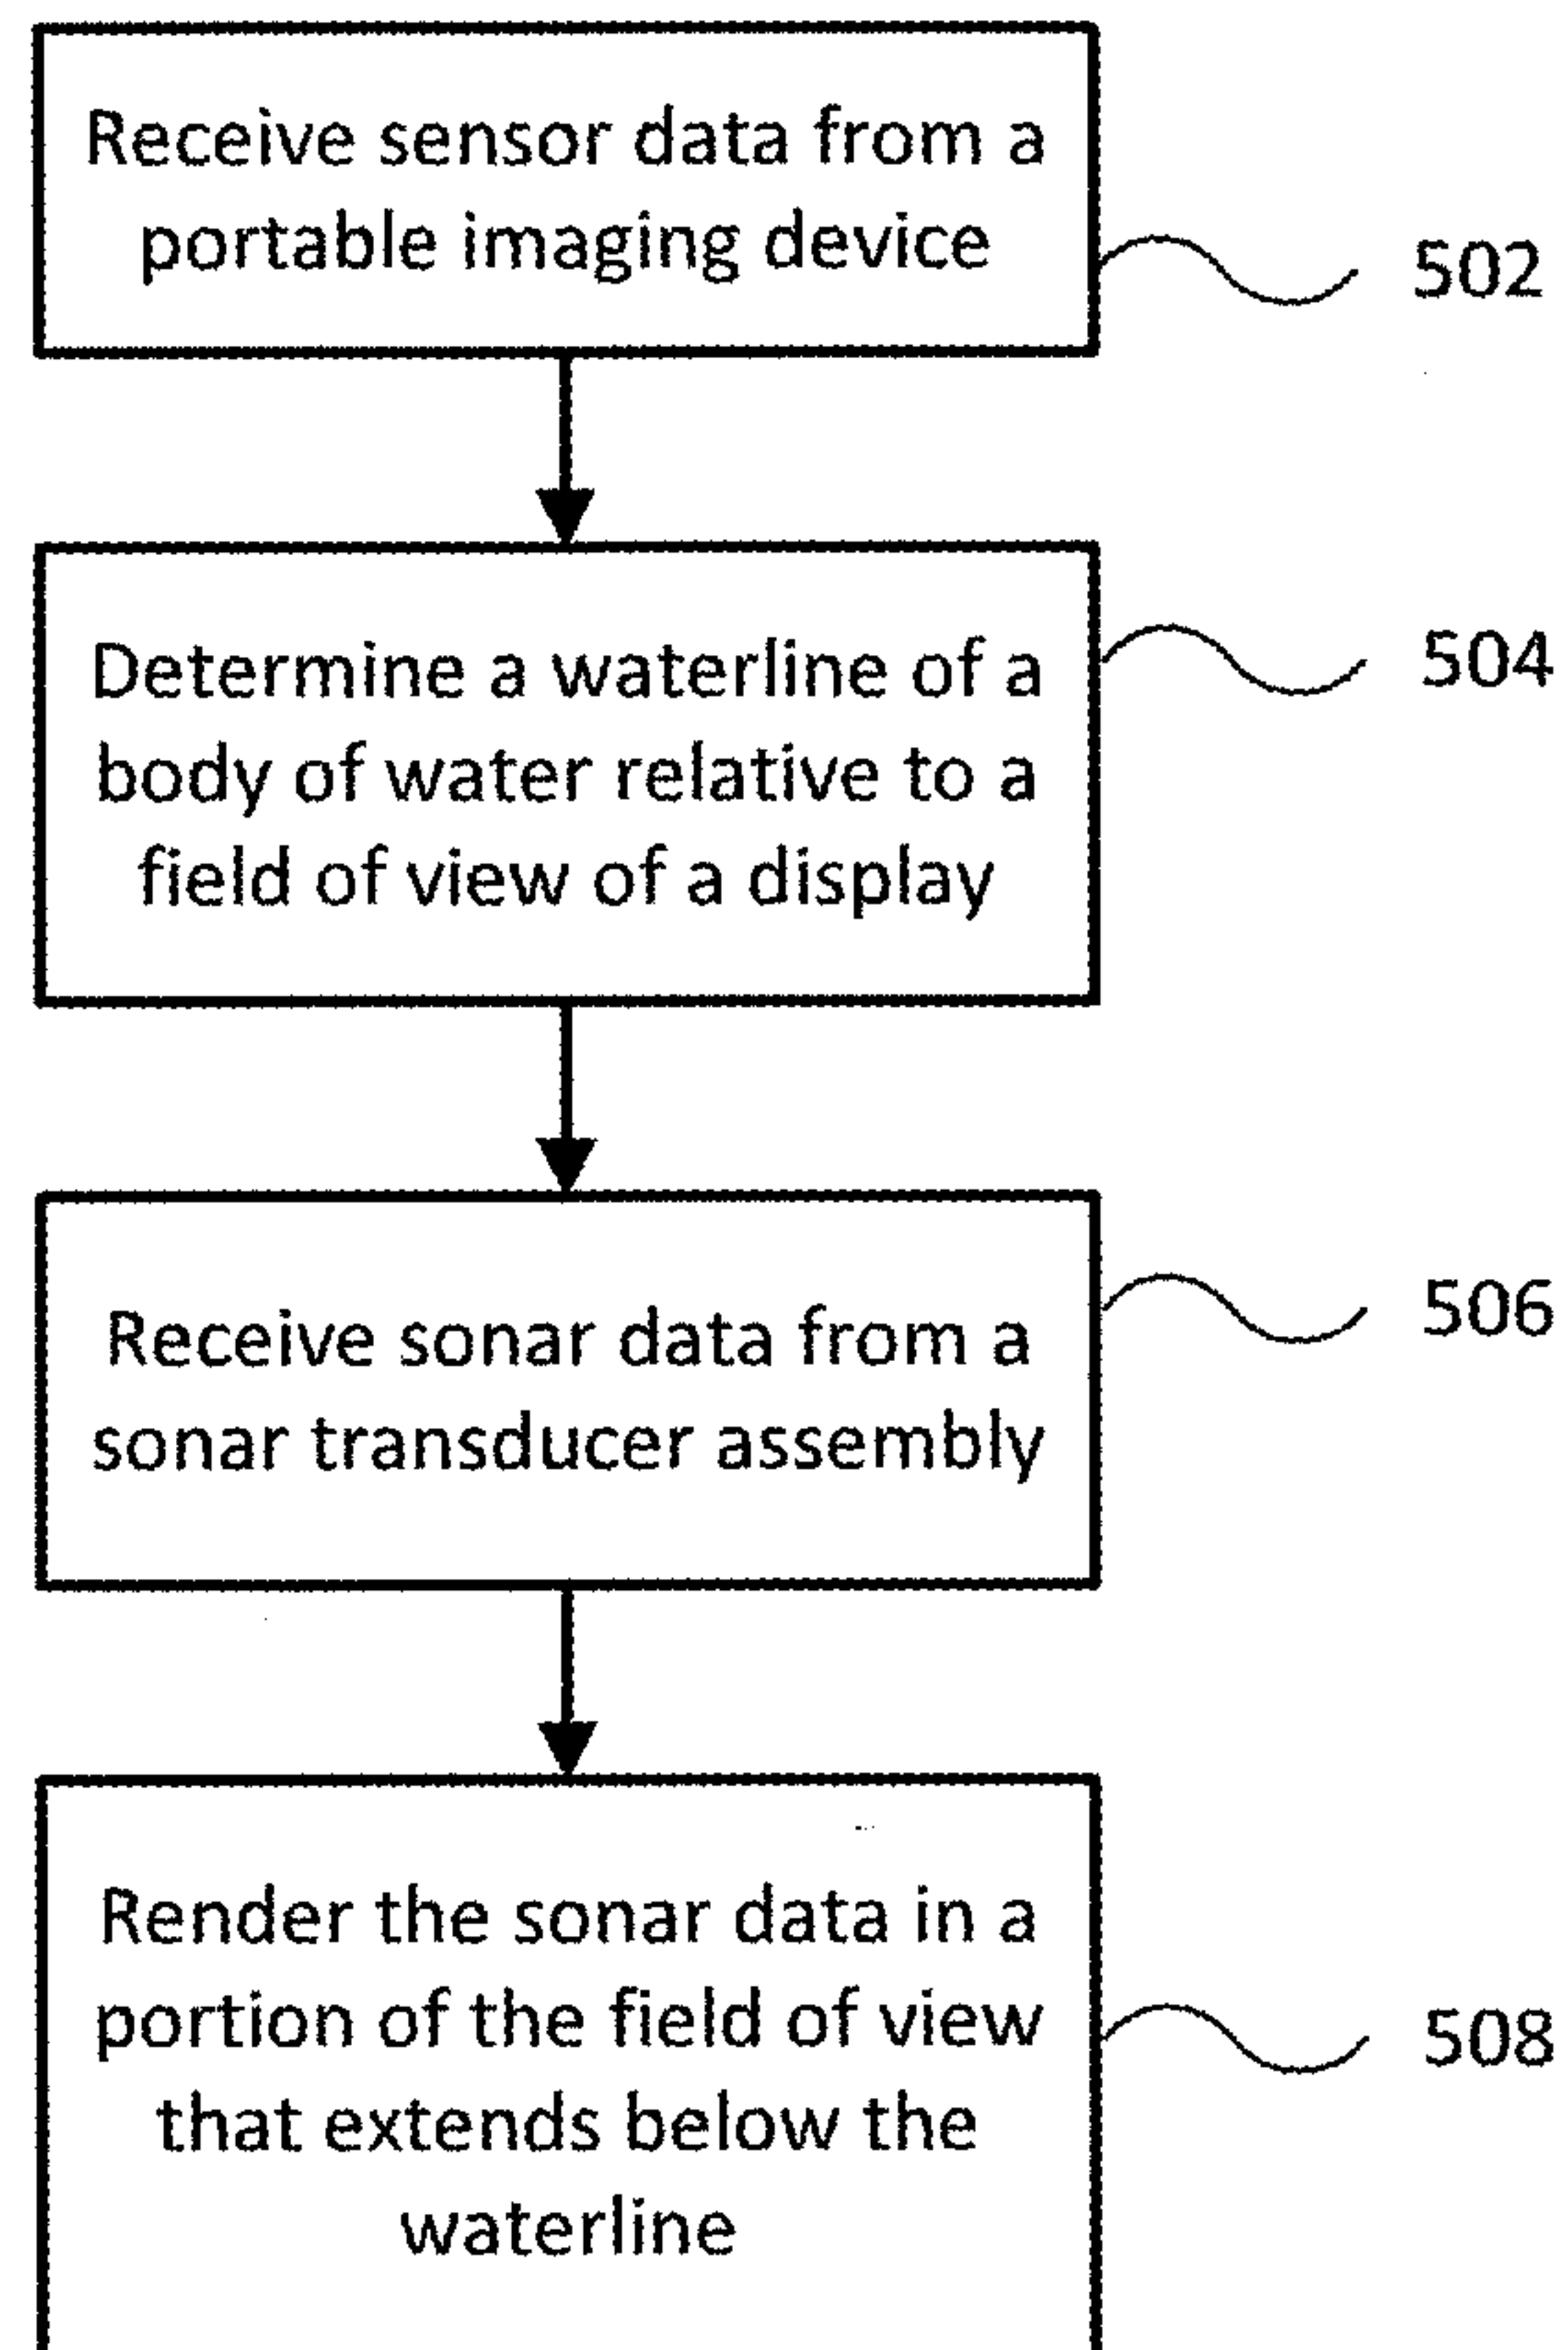 Receive sensor data from a
portable imaging device
502
Determine a waterline of a
body of water relative to a
field of view of a display
504
Receive sonar data from a
sonar transducer assembly
506
Render the sonar data in a
portion of the field of view
that extends below the
waterline
508